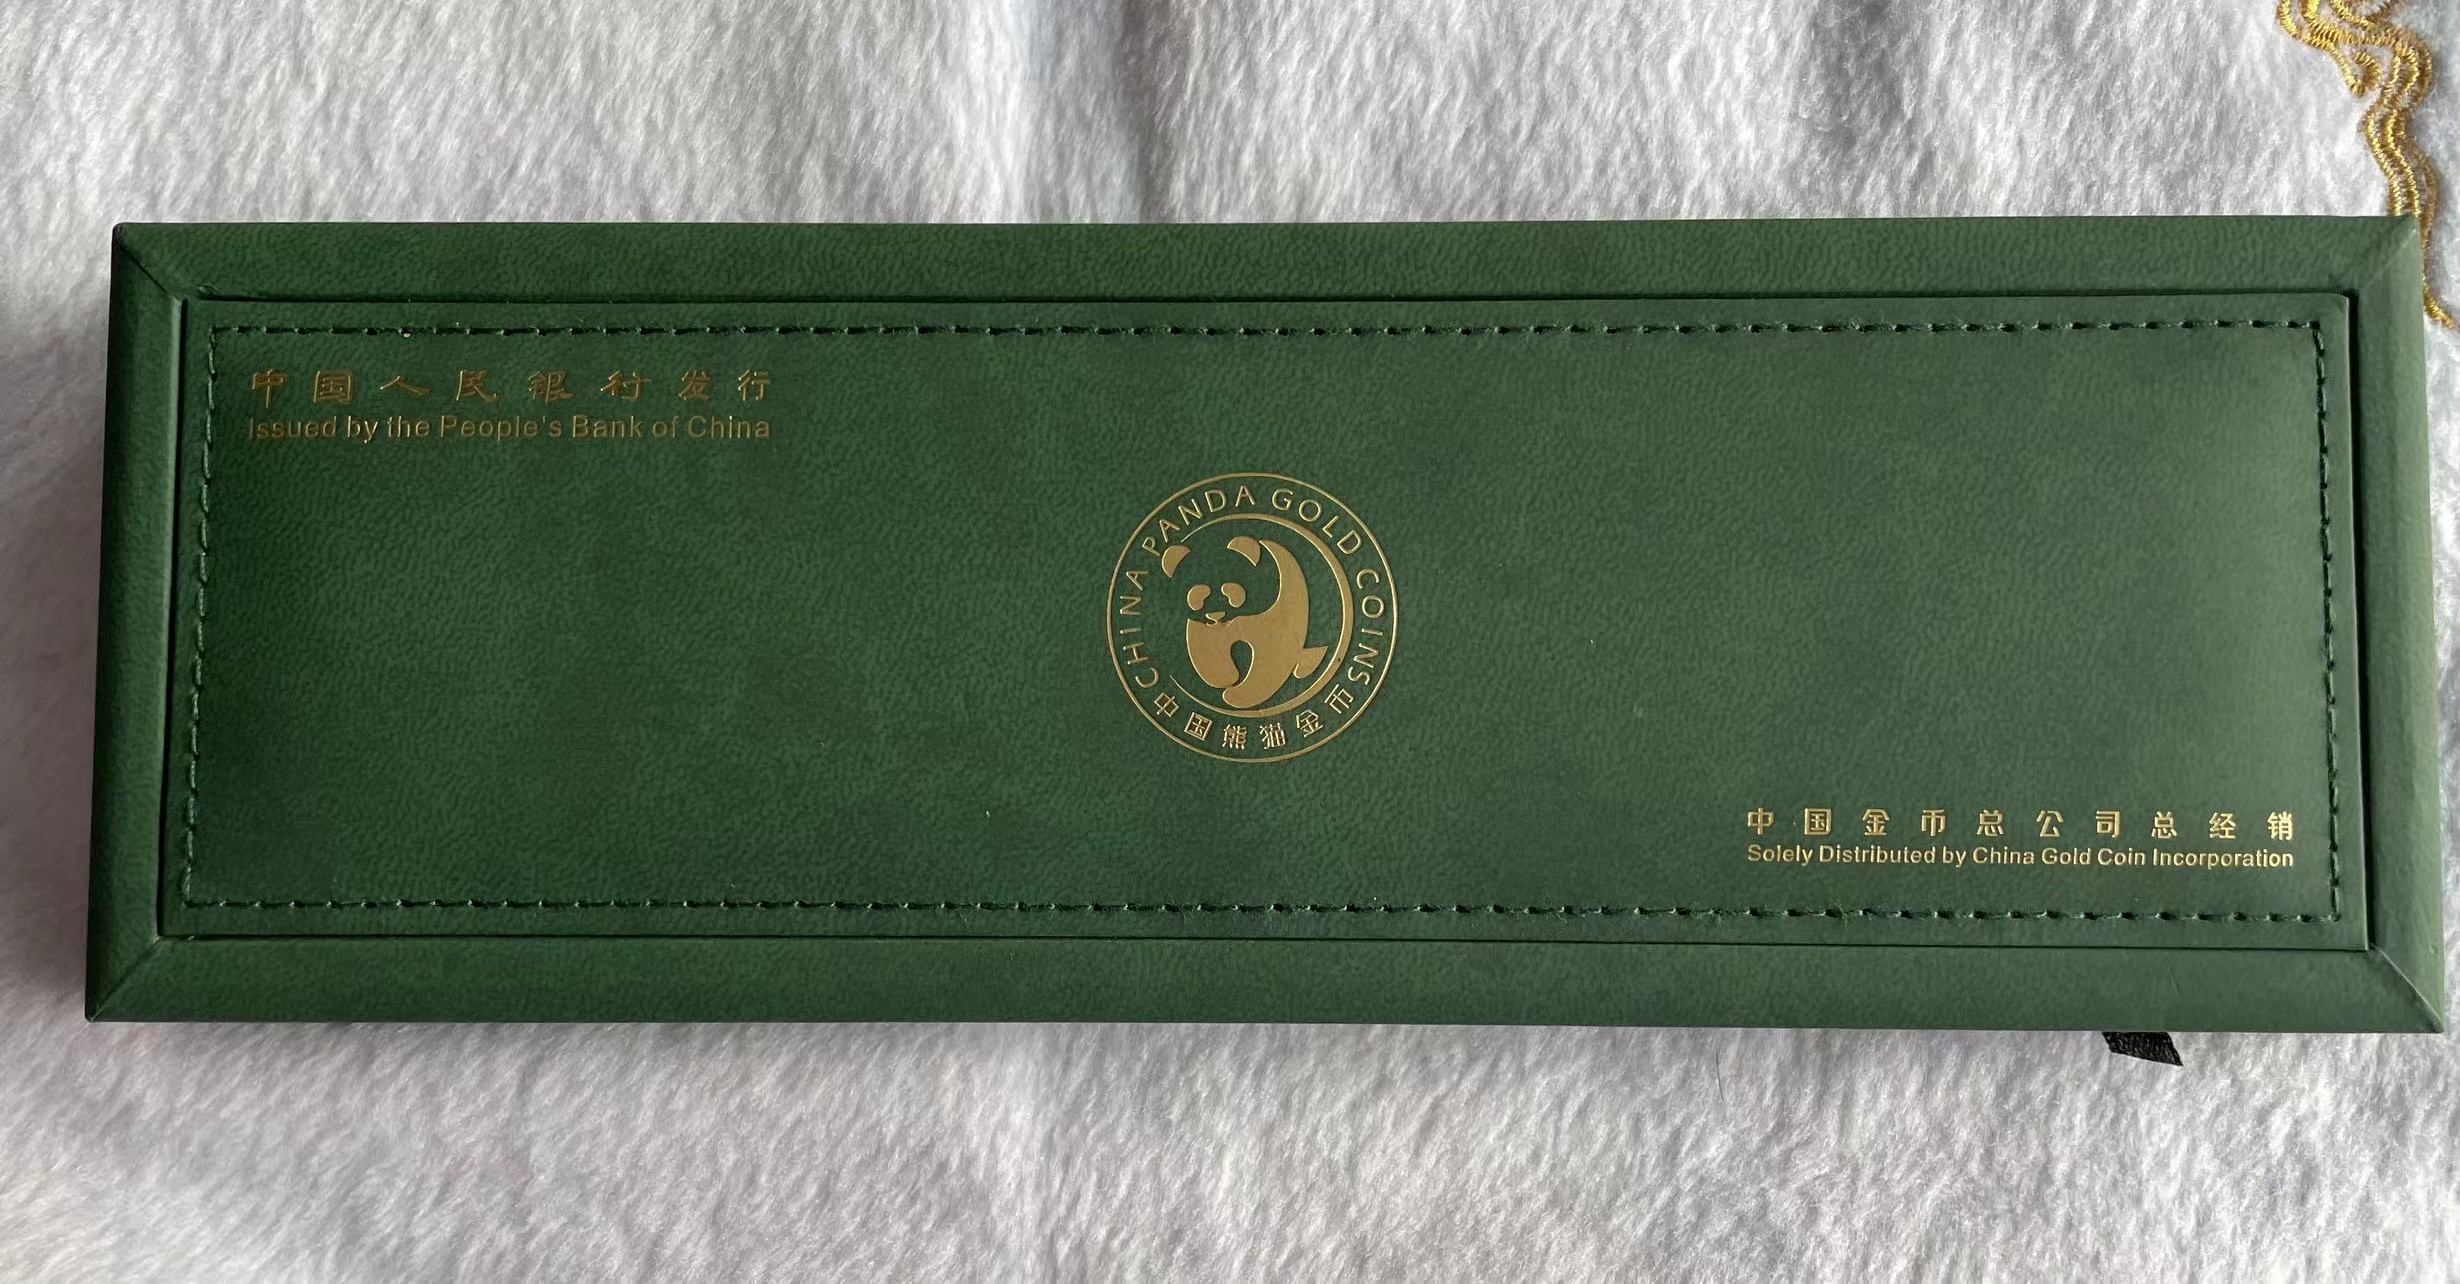 中国人民银行发行
Issued by the People's Bank of China
CHINA PANDA GOLD COINS
中国熊猫金币
中国金币总公司总经销
Solely Distributed by China Gold Coin Incorporation